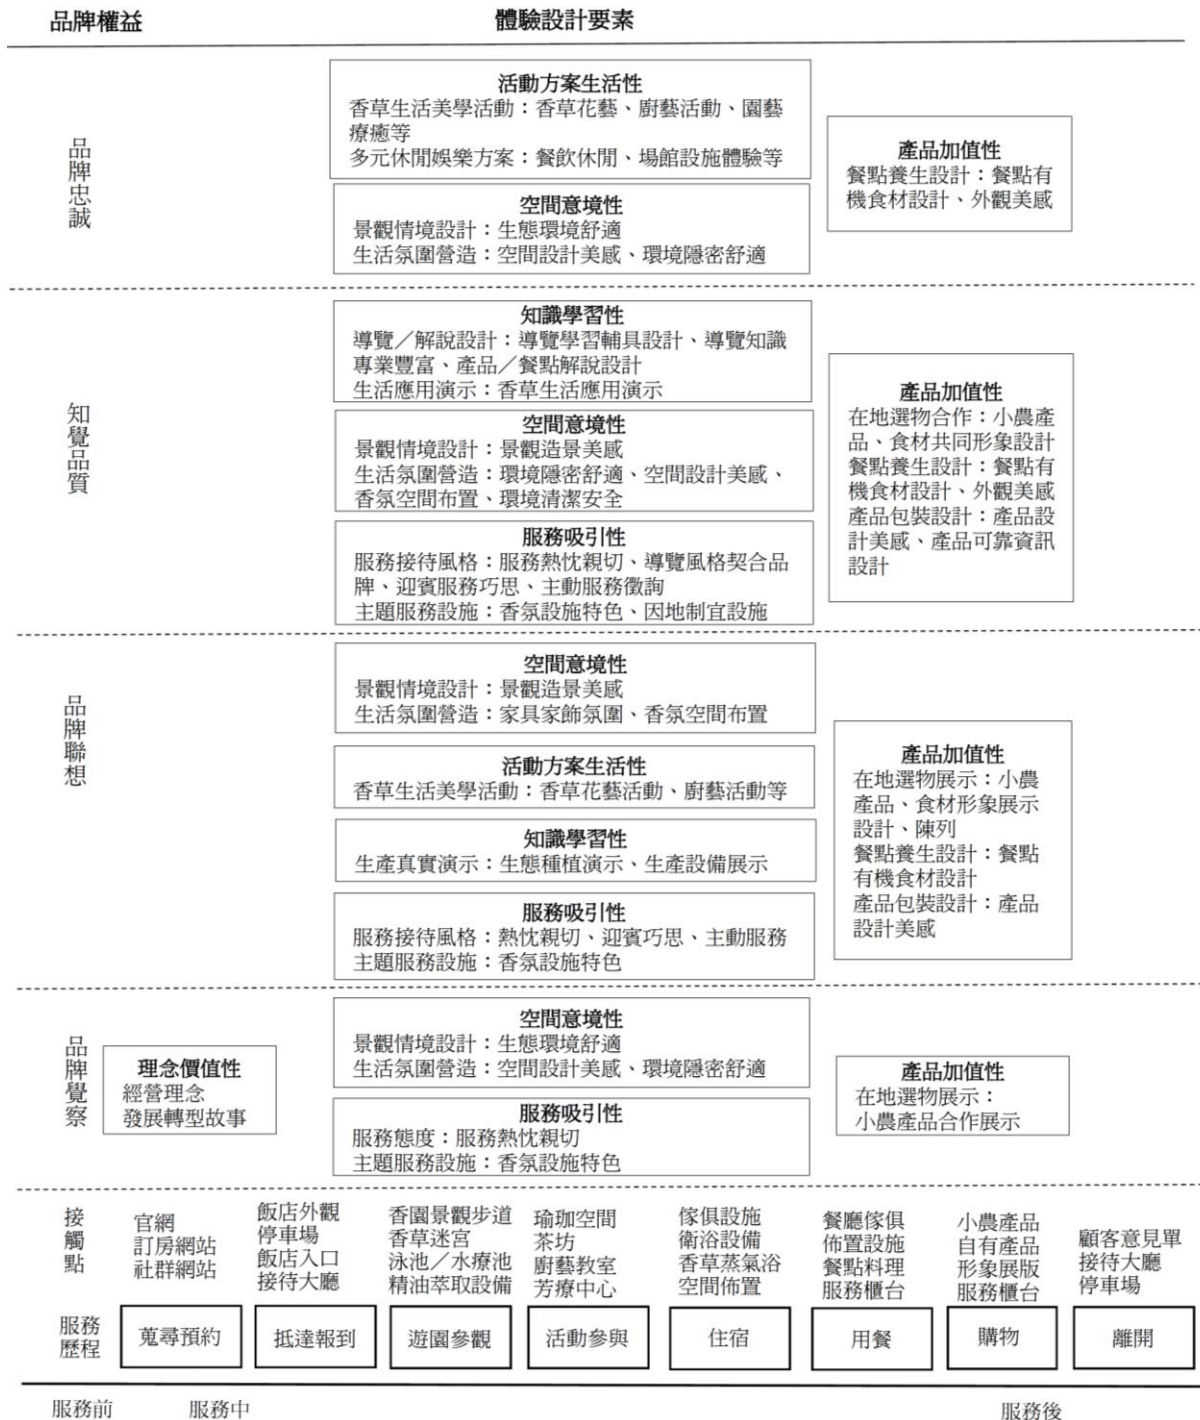 品牌權益
體驗設計要素
品牌忠誠
活動方案生活性
香草生活美學活動：香草花藝、廚藝活動、園藝
療癒等
多元休閒娛樂方案：餐飲休閒、場館設施體驗等
空間意境性
景觀情境設計：生態環境舒適
生活氛圍營造：空間設計美感、環境隱密舒適
產品加值性
餐點養生設計：餐點有
機食材設計、外觀美感
知覺品質
知識學習性
導覽／解說設計：導覽學習輔具設計、導覽知識
專業豐富、產品／餐點解說設計
生活應用演示：香草生活應用演示
空間意境性
景觀情境設計：景觀造景美感
生活氛圍營造：環境隱密舒適、空間設計美感、
香氛空間布置、環境清潔安全
服務吸引性
服務接待風格：服務熱忱親切、導覽風格契合品
牌、迎賓服務巧思、主動服務徵詢
主題服務設施：香氛設施特色、因地制宜設施
產品加值性
在地選物合作：小農產
品、食材共同形象設計
餐點養生設計：餐點有
機食材設計、外觀美感
產品包裝設計：產品設
計美感、產品可靠資訊
設計
品牌聯想
空間意境性
景觀情境設計：景觀造景美感
生活氛圍營造：家具家飾氛圍、香氛空間布置
活動方案生活性
香草生活美學活動：香草花藝活動、廚藝活動等
知識學習性
生產真實演示：生態種植演示、生產設備展示
服務吸引性
服務接待風格：熱忱親切、迎賓巧思、主動服務
主題服務設施：香氛設施特色
產品加值性
在地選物展示：小農
產品、食材形象展示
設計、陳列
餐點養生設計：餐點
有機食材設計
產品包裝設計：產品
設計美感
品牌覺察
理念價值性
經營理念
發展轉型故事
空間意境性
景觀情境設計：生態環境舒適
生活氛圍營造：空間設計美感、環境隱密舒適
服務吸引性
服務態度：服務熱忱親切
主題服務設施：香氛設施特色
產品加值性
在地選物展示：
小農產品合作展示
接觸點
官網
訂房網站
社群網站
飯店外觀
停車場
飯店入口
接待大廳
香園景觀步道
香草迷宮
泳池／水療池
精油萃取設備
瑜珈空間
茶坊
廚藝教室
芳療中心
傢俱設施
衛浴設備
香草蒸氣浴
空間佈置
餐廳傢俱
佈置設施
餐點料理
服務櫃台
小農產品
自有產品
形象展版
服務櫃台
顧客意見單
接待大廳
停車場
服務
歷程
蒐尋預約
抵達報到
遊園參觀
活動參與
住宿
用餐
購物
離開
服務前
服務中
服務後